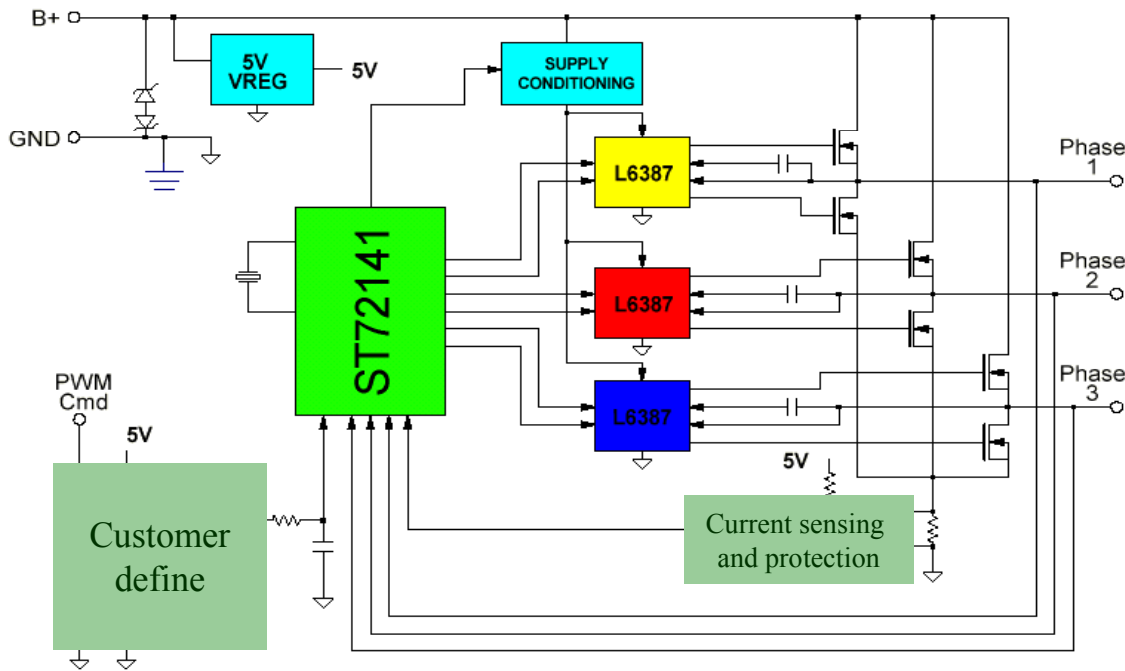 B+
5V
VREG
5V
SUPPLY
CONDITIONING
GND
L6387
Phase
1
ST72141
L6387
Phase
2
L6387
Phase
3
PWM
Cmd
5V
5V
Customer
define
Current sensing
and protection